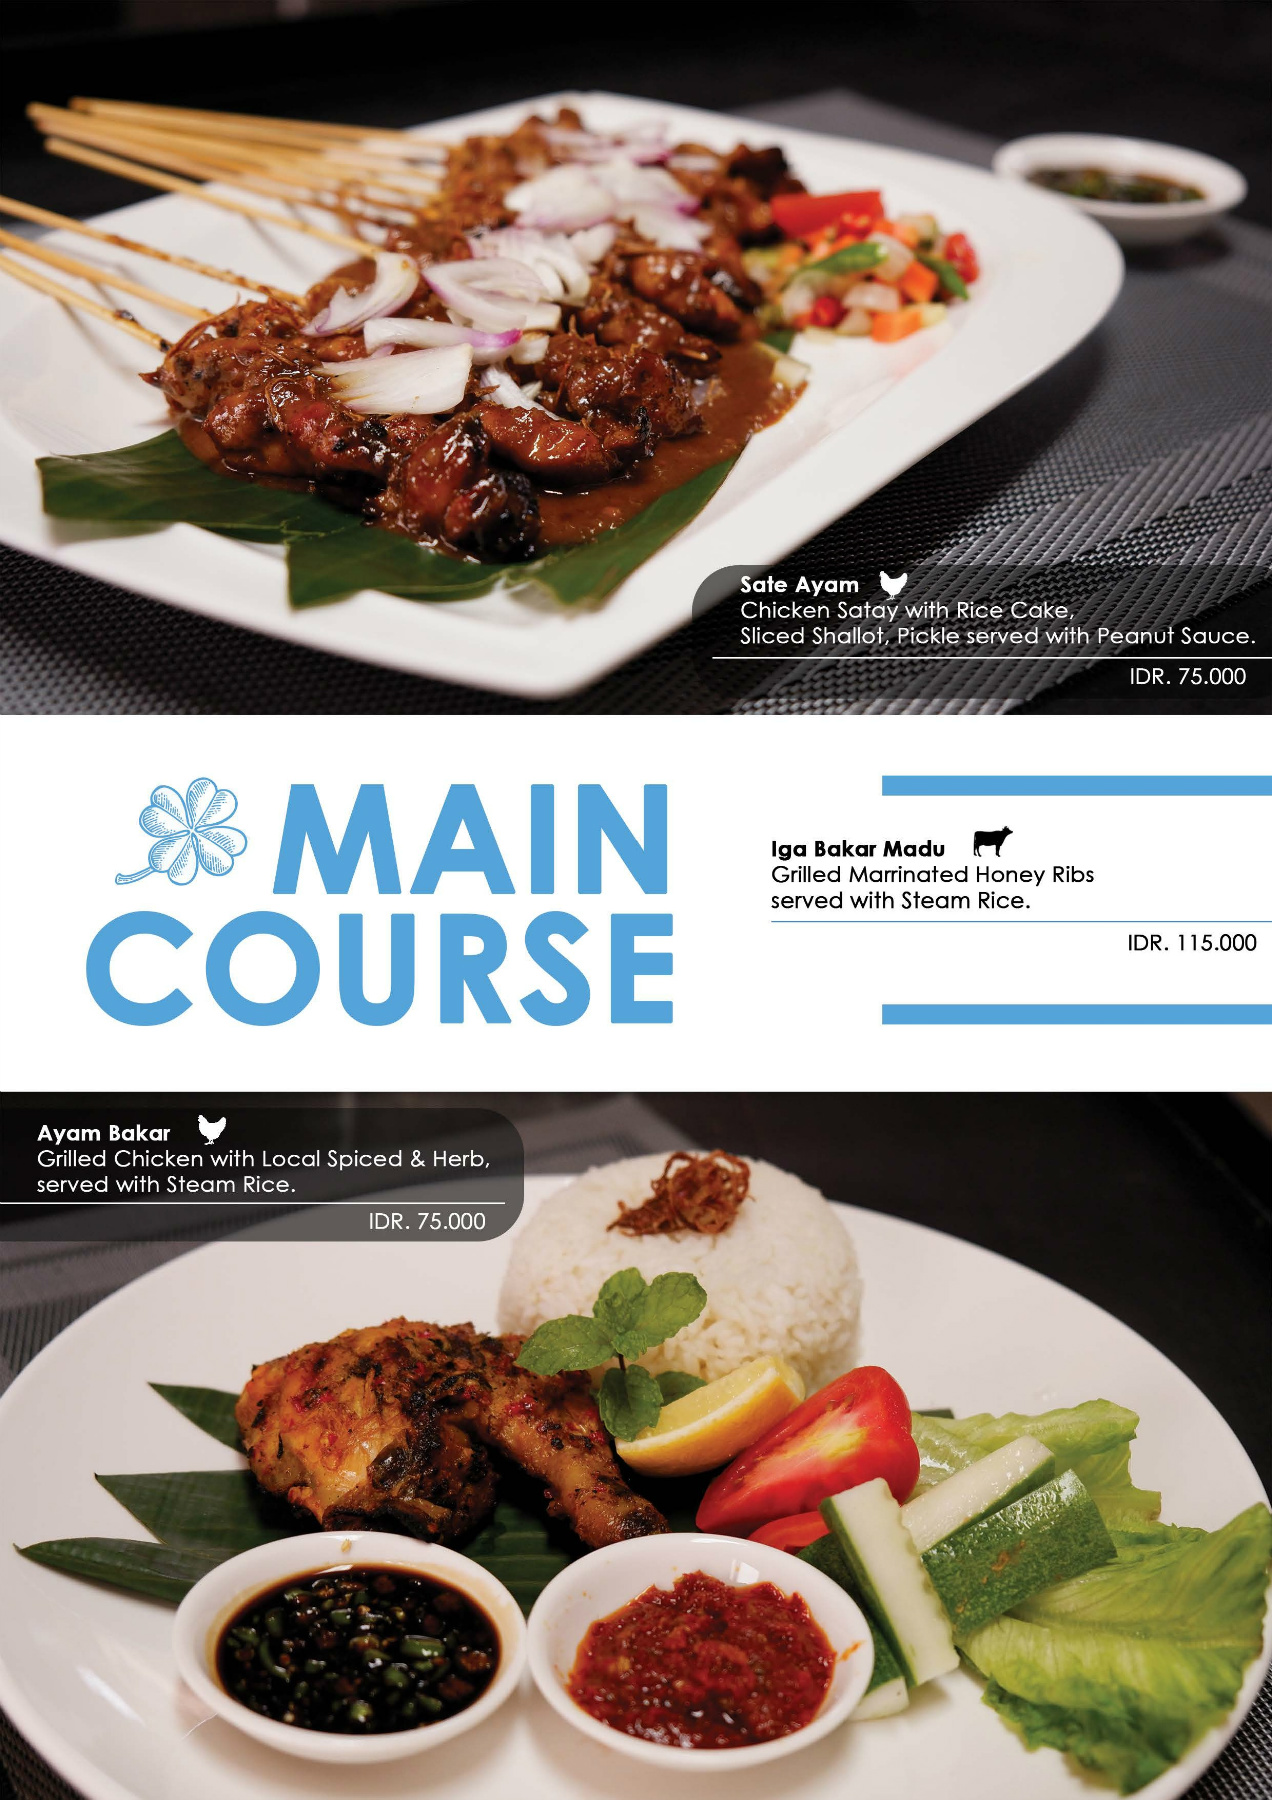 Sate Ayam
Chicken Satay with Rice Cake,
Sliced Shallot, Pickle served with Peanut Sauce.
IDR. 75.000
MAIN
COURSE
Iga Bakar Madu
Grilled Marrinated Honey Ribs
served with Steam Rice.
IDR. 115.000
Ayam Bakar
Grilled Chicken with Local Spiced & Herb,
served with Steam Rice.
IDR. 75.000